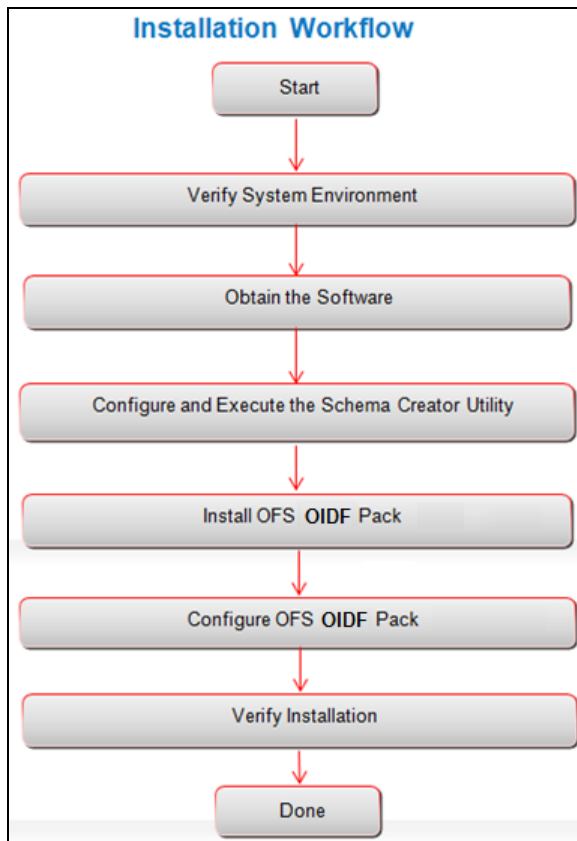 Installation Workflow
Start
Verify System Environment
Obtain the Software
Configure and Execute the Schema Creator Utility
Install OFS OIDF Pack
Configure OFS OIDF Pack
Verify Installation
Done